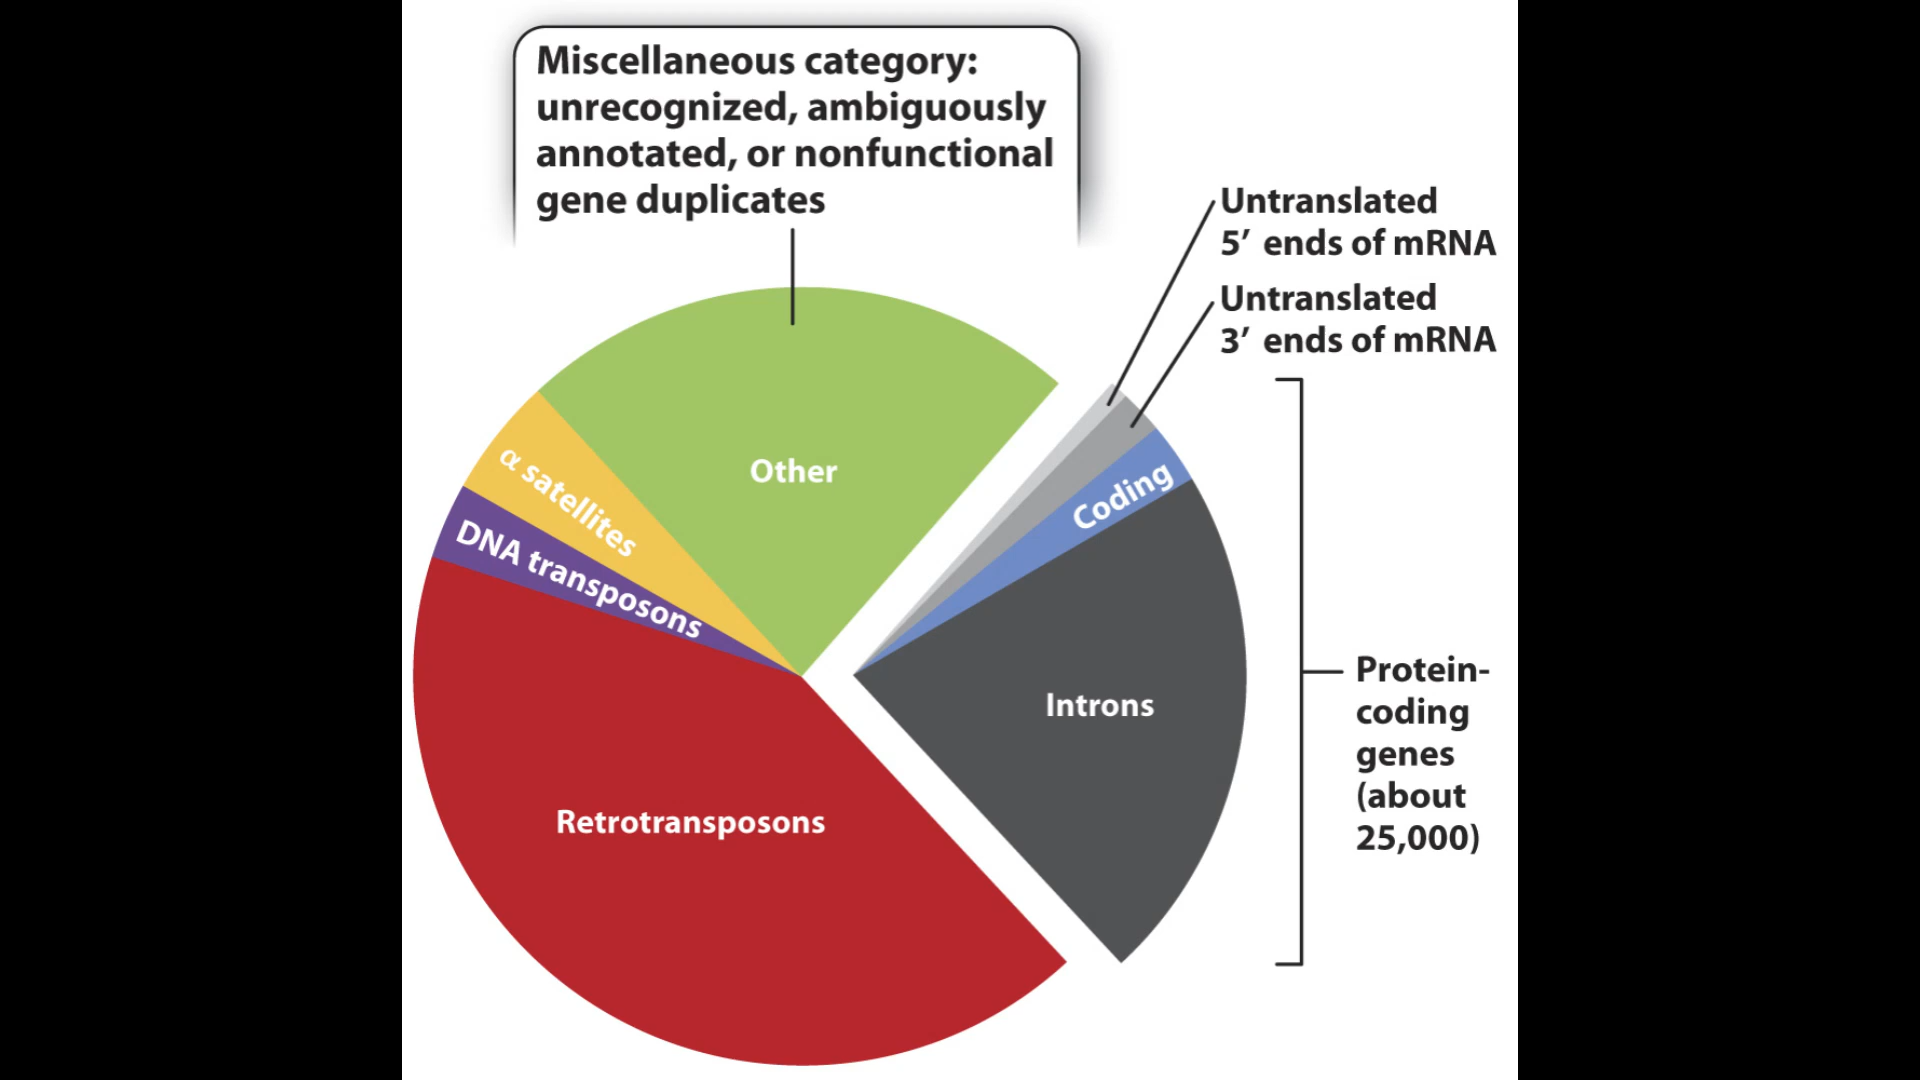 Miscellaneous category:
unrecognized, ambiguously
annotated, or nonfunctional
gene duplicates
Untranslated
5′ ends of mRNA
Untranslated
3′ ends of mRNA
Other
α satellites
DNA transposons
Coding
Introns
Retrotransposons
Protein-
coding
genes
(about
25,000)